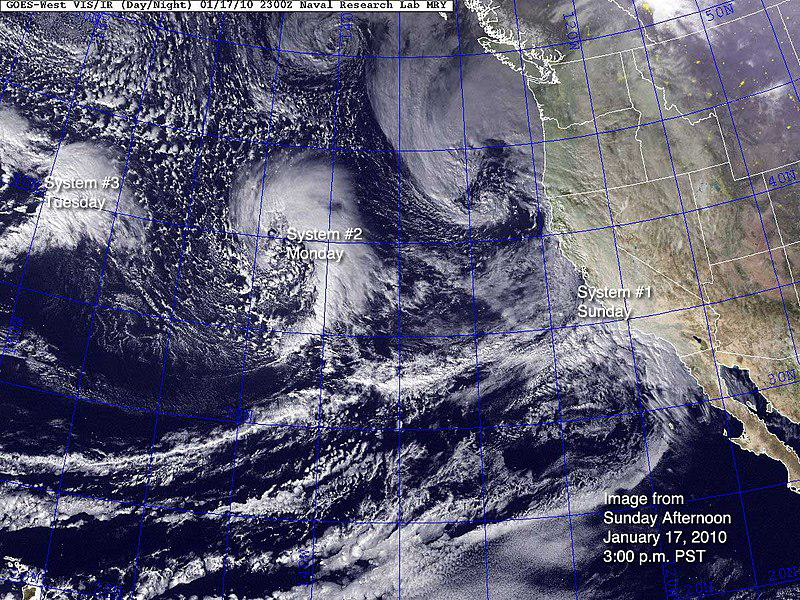 GOES-West VIS/IR (Day/Night) 01/17/10 2300Z Naval Research Lab MRY
50N
40N
System #3
Tuesday
System #2
Monday
System #1
Sunday
30N
Image from
Sunday Afternoon
January 17, 2010
3:00 p.m. PST
20N